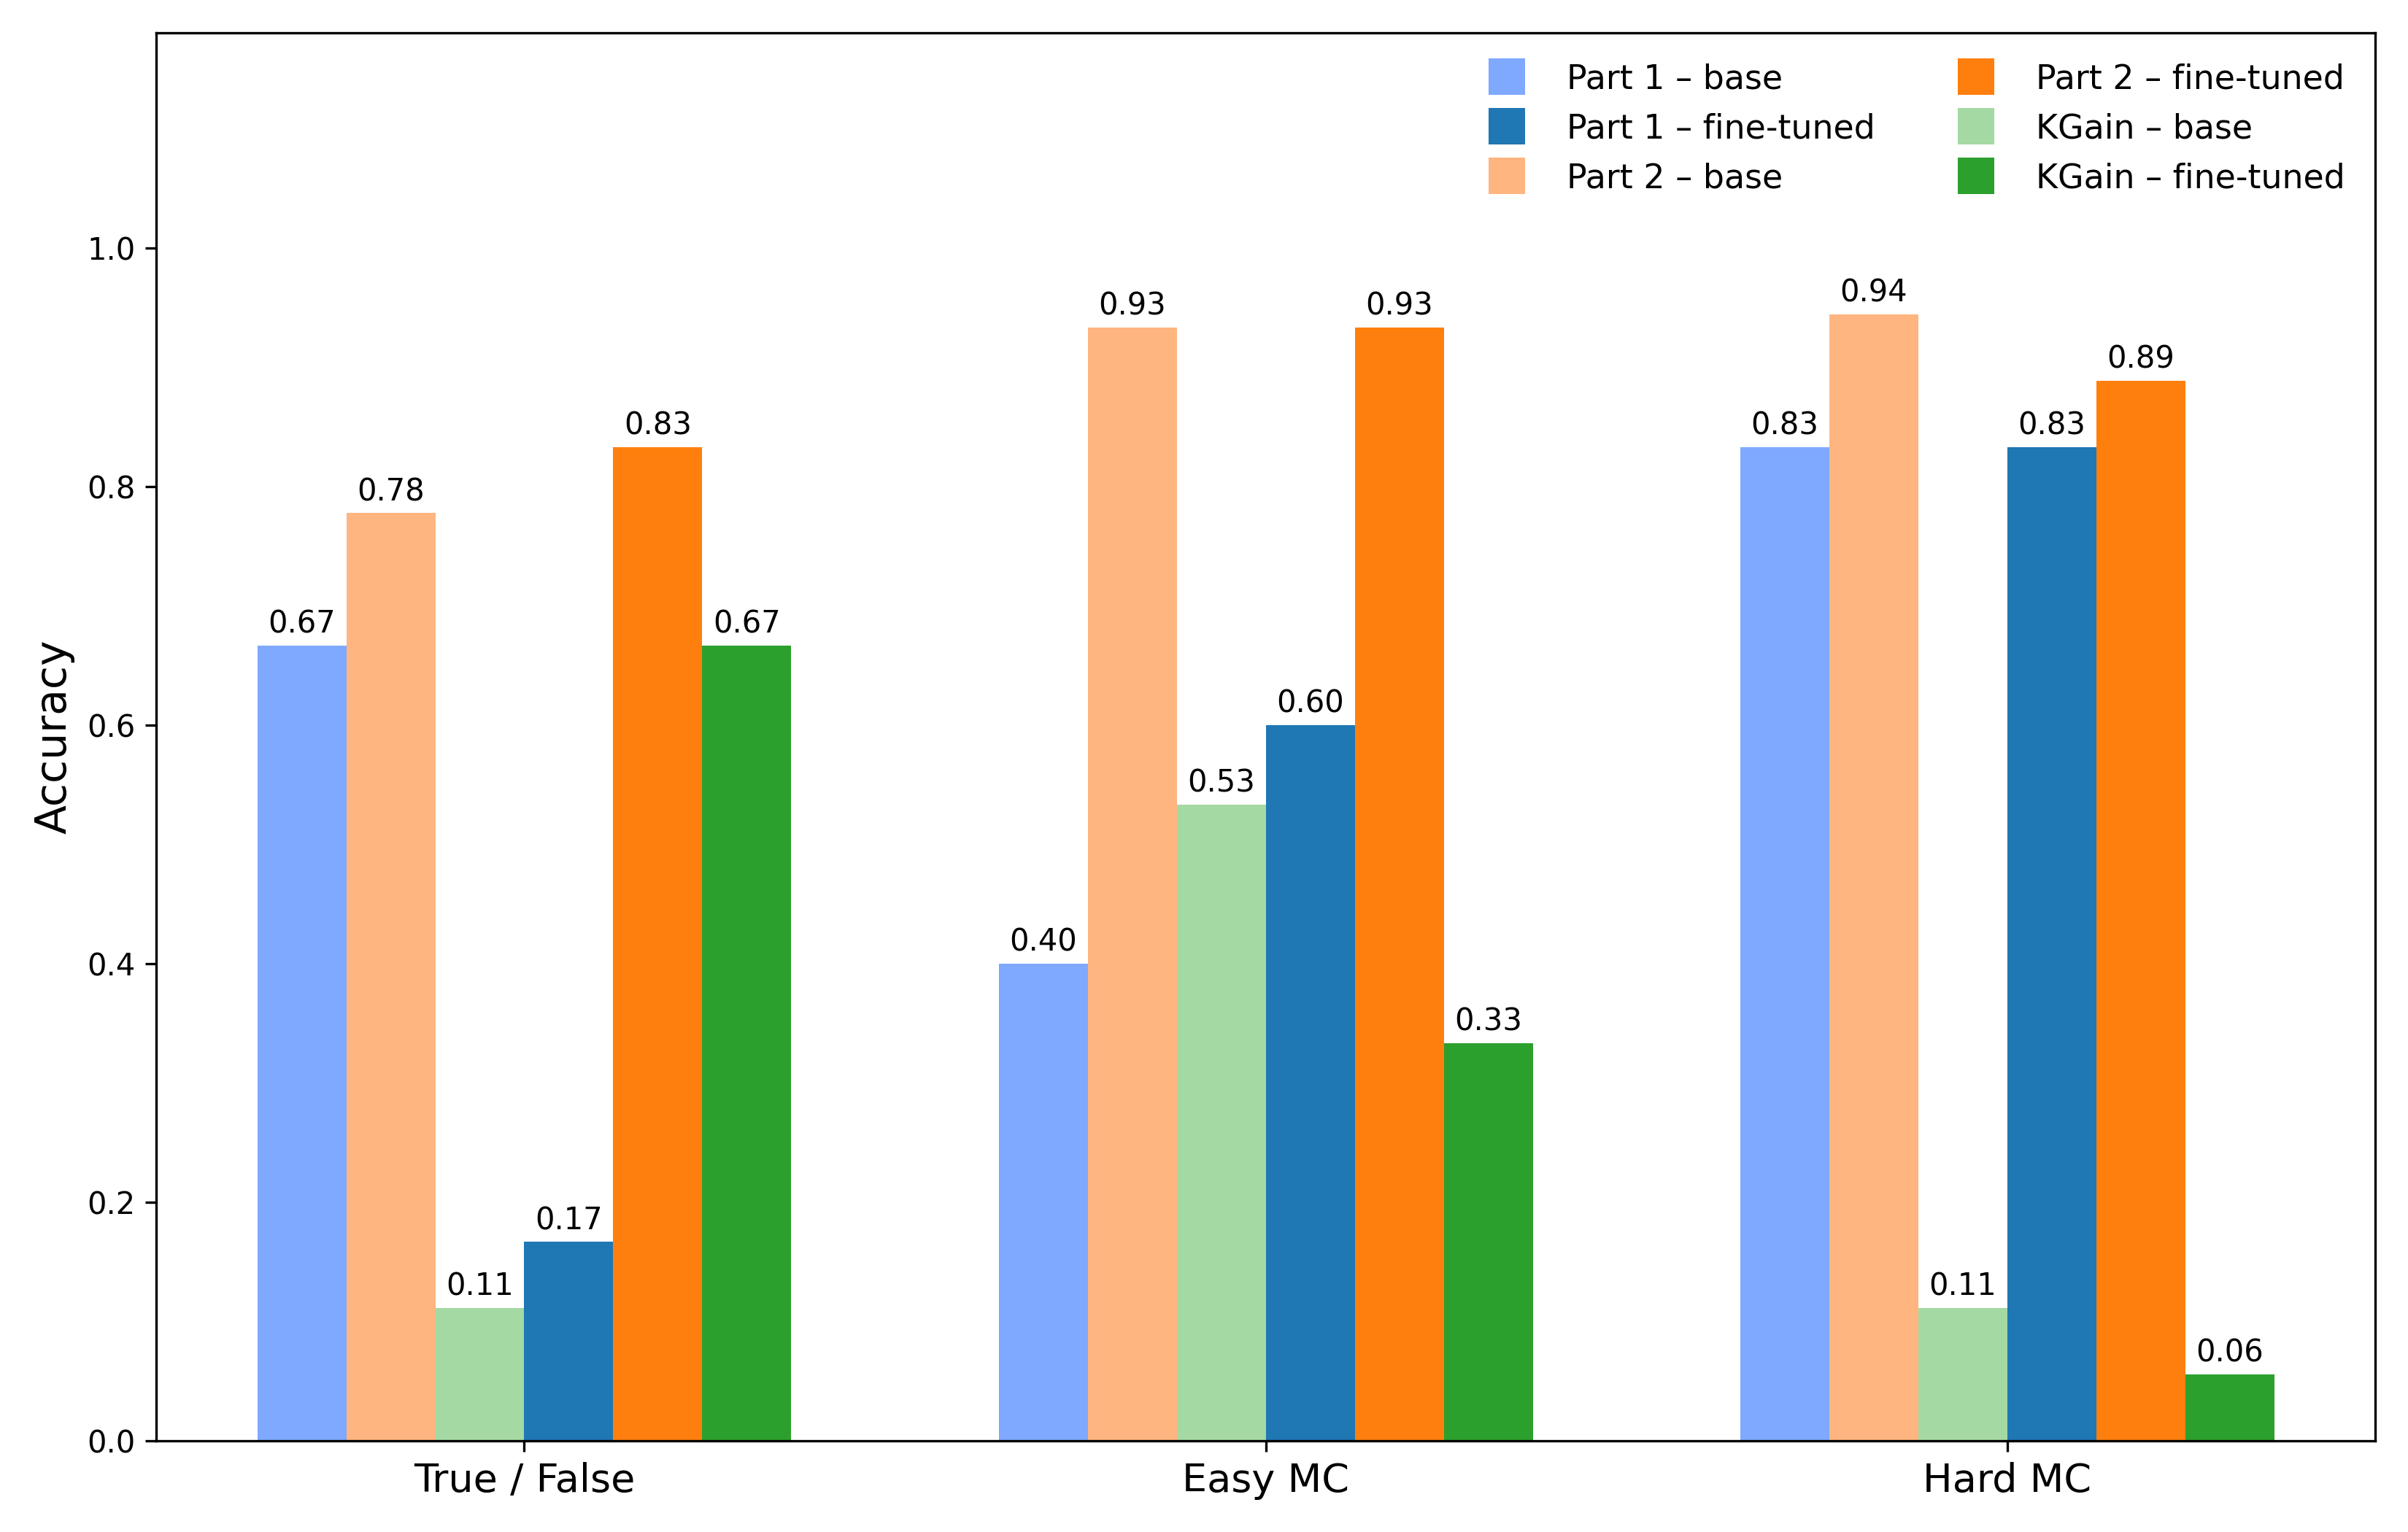 Part 1 – base
Part 1 – fine-tuned
Part 2 – base
Part 2 – fine-tuned
KGain – base
KGain – fine-tuned
Accuracy
1.0
0.8
0.6
0.4
0.2
0.0
0.67
0.78
0.11
0.17
0.83
0.67
0.40
0.93
0.53
0.60
0.93
0.33
0.83
0.94
0.11
0.83
0.89
0.06
True / False
Easy MC
Hard MC